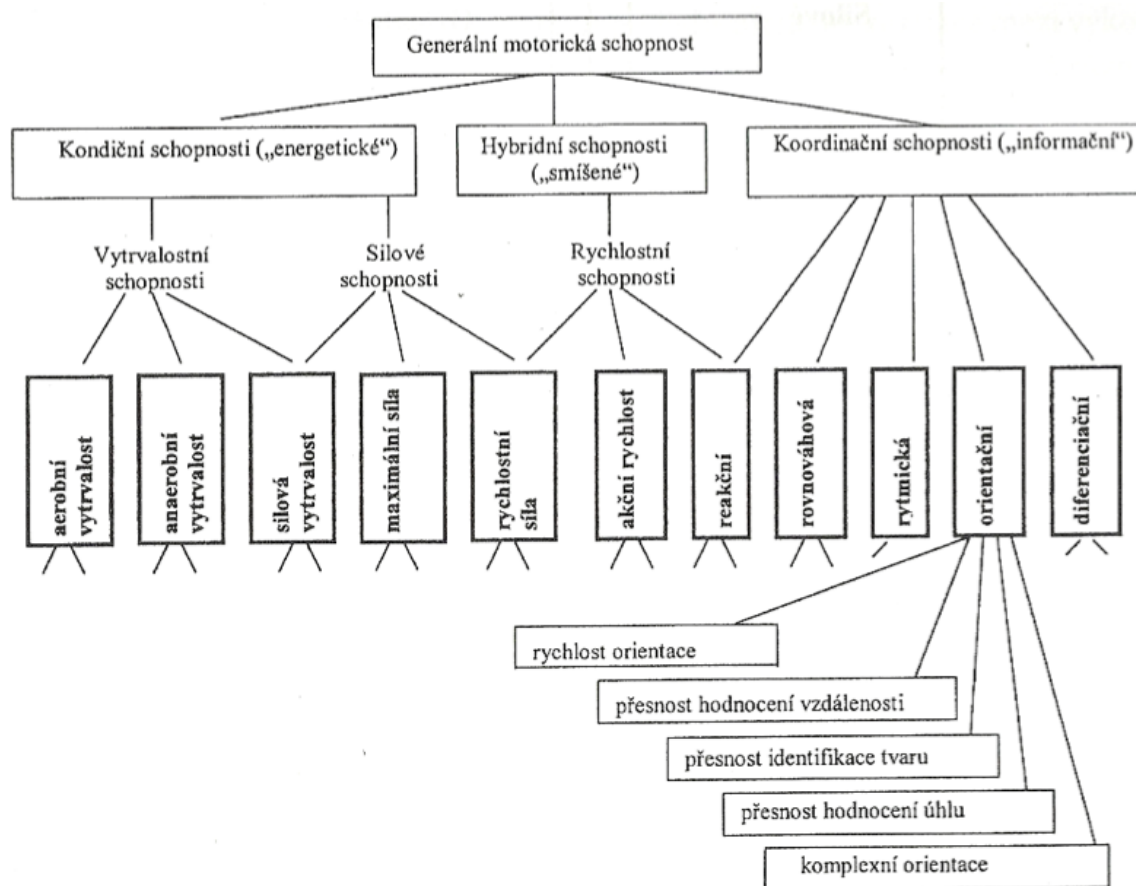 Generální motorická schopnost
Kondiční schopnosti („energetické“)
Hybridní schopnosti
(„smíšené“)
Koordinační schopnosti („informační“)
Vytrvalostní
schopnosti
Silové
schopnosti
Rychlostní
schopnosti
aerobní
vytrvalost
anaerobní
vytrvalost
silová
vytrvalost
maximální síla
rychlostní
síla
akční rychlost
reakční
rovnováhová
rytmická
orientační
diferenciační
rychlost orientace
přesnost hodnocení vzdálenosti
přesnost identifikace tvaru
přesnost hodnocení úhlu
komplexní orientace